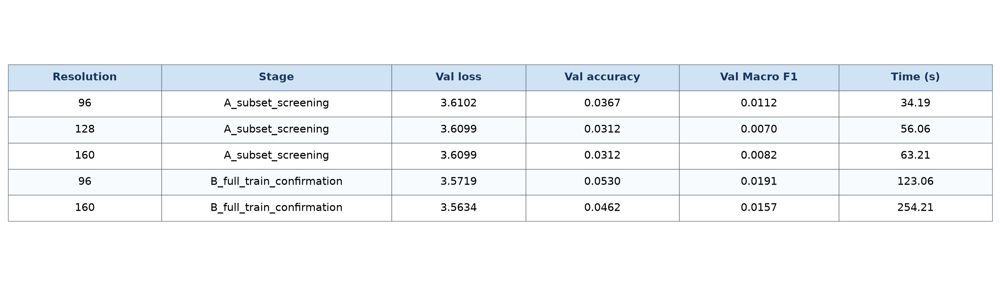 Resolution Stage Val loss Val accuracy Val Macro F1 Time (s)
96 A_subset_screening 3.6102 0.0367 0.0112 34.19
128 A_subset_screening 3.6099 0.0312 0.0070 56.06
160 A_subset_screening 3.6099 0.0312 0.0082 63.21
96 B_full_train_confirmation 3.5719 0.0530 0.0191 123.06
160 B_full_train_confirmation 3.5634 0.0462 0.0157 254.21